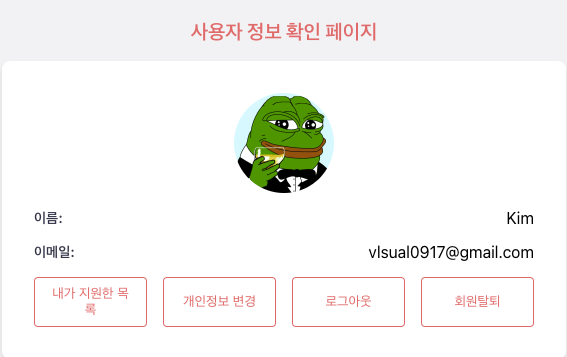 사용자 정보 확인 페이지
이름: Kim
이메일: vlsual0917@gmail.com
내가 지원한 목
록
개인정보 변경
로그아웃
회원탈퇴